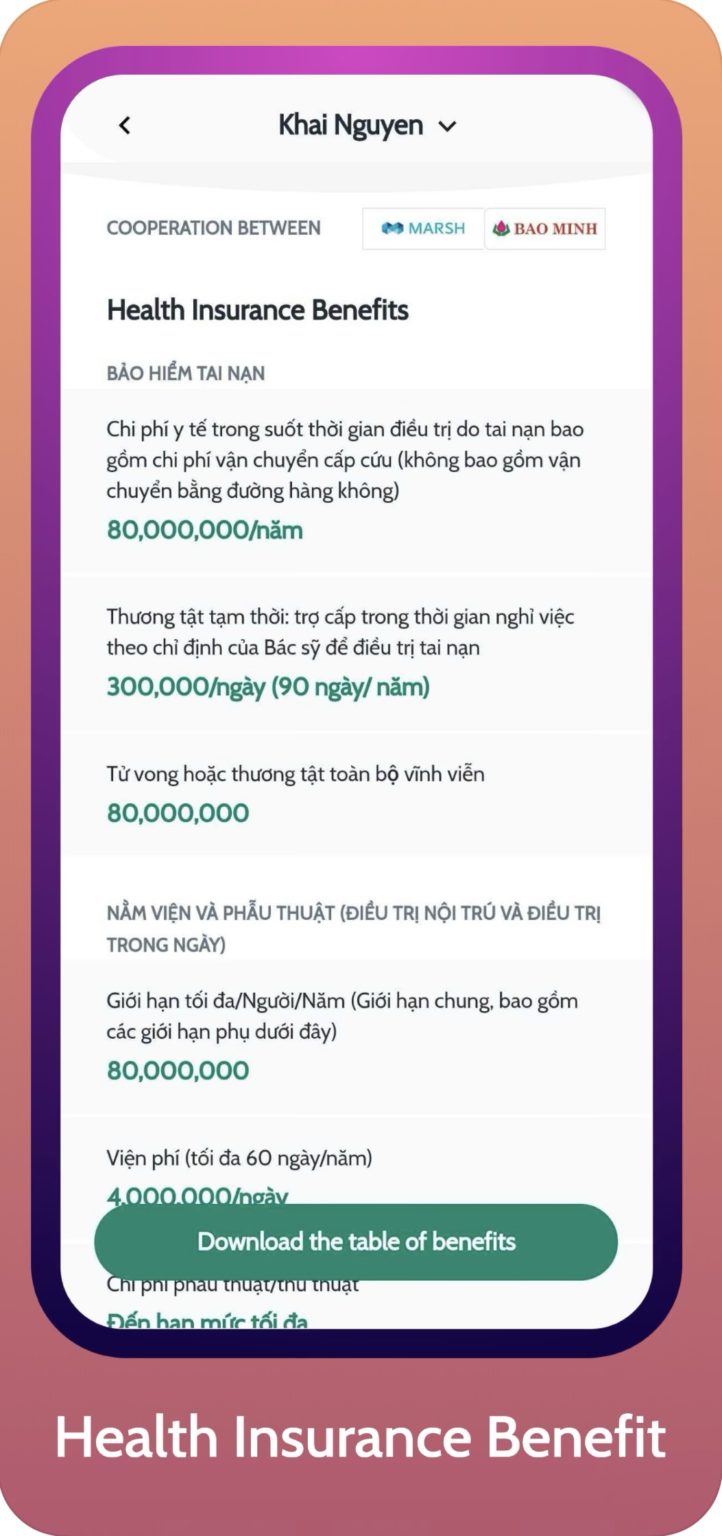 Khai Nguyen
COOPERATION BETWEEN
MARSH
BAO MINH
Health Insurance Benefits
BẢO HIỂM TAI NẠN
Chi phí y tế trong suốt thời gian điều trị do tai nạn bao
gồm chi phí vận chuyển cấp cứu (không bao gồm vận
chuyển bằng đường hàng không)
80,000,000/năm
Thương tật tạm thời: trợ cấp trong thời gian nghỉ việc
theo chỉ định của Bác sỹ để điều trị tai nạn
300,000/ngày (90 ngày/ năm)
Tử vong hoặc thương tật toàn bộ vĩnh viễn
80,000,000
NẰM VIỆN VÀ PHẪU THUẬT (ĐIỀU TRỊ NỘI TRÚ VÀ ĐIỀU TRỊ
TRONG NGÀY)
Giới hạn tối đa/Người/Năm (Giới hạn chung, bao gồm
các giới hạn phụ dưới đây)
80,000,000
Viện phí (tối đa 60 ngày/năm)
4,000,000/ngày
Download the table of benefits
Chi phí phẫu thuật/thủ thuật
Đến hạn mức tối đa
Health Insurance Benefit